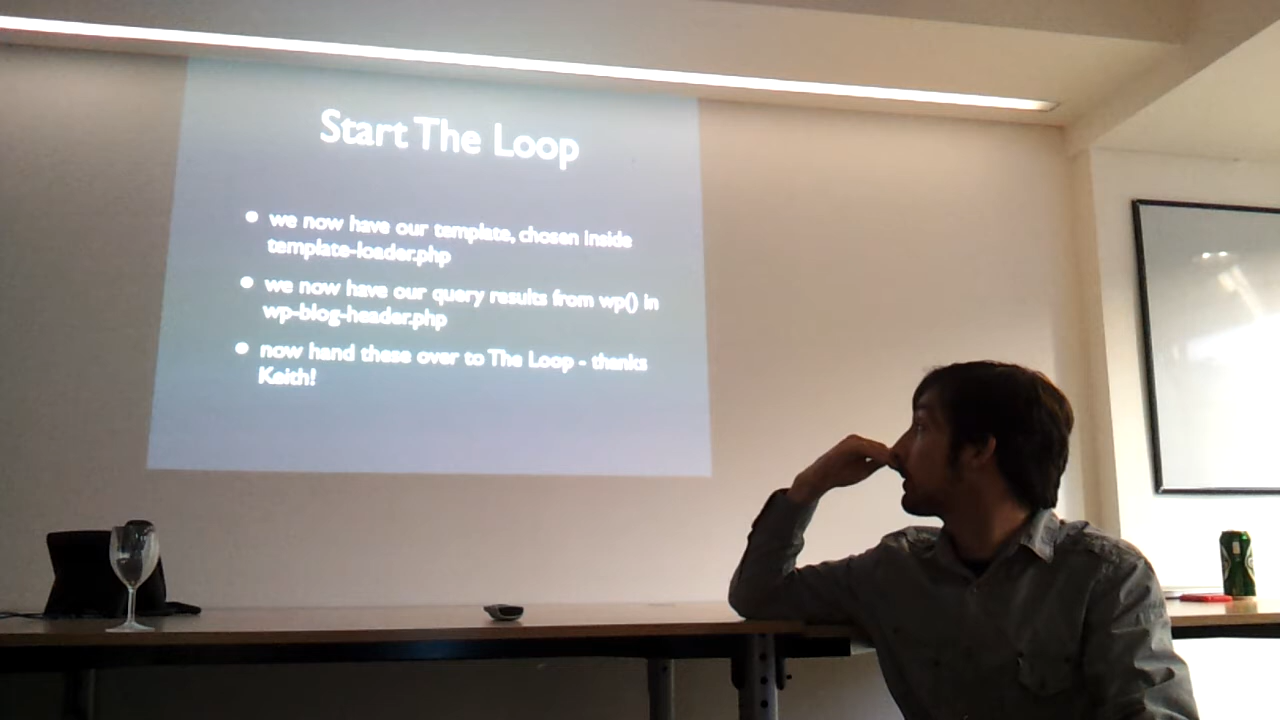 Start The Loop
• we now have our template, chosen inside
template-loader.php
• we now have our query results from wp() in
wp-blog-header.php
• now hand these over to The Loop - thanks
Keith!